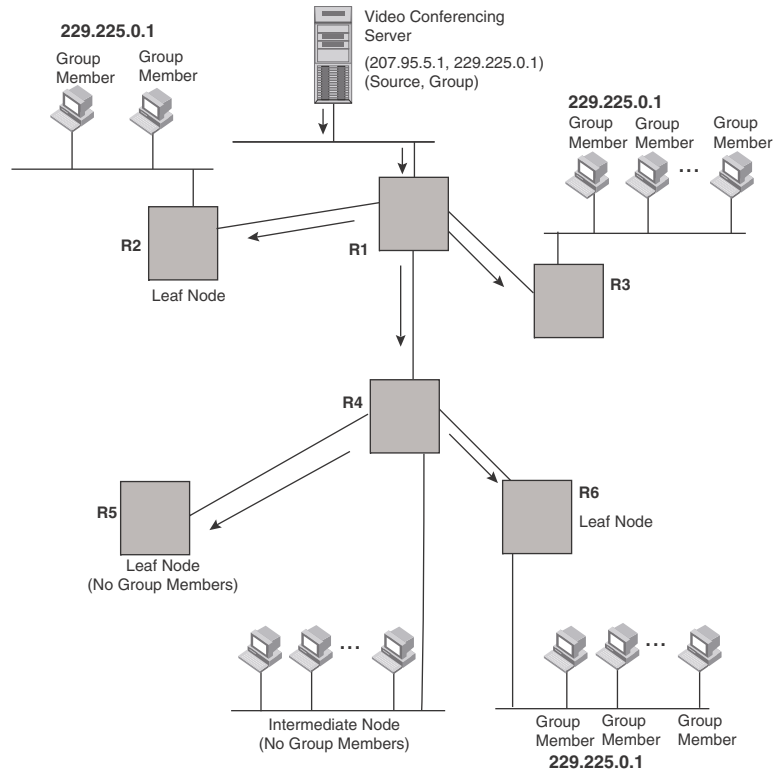 229.225.0.1
Group
Member
Group
Member
Video Conferencing
Server
(207.95.5.1, 229.225.0.1)
(Source, Group)
229.225.0.1
Group
Member
Group
Member
...
Group
Member
R2
Leaf Node
R1
R3
R4
R5
Leaf Node
(No Group Members)
R6
Leaf Node
...
Intermediate Node
(No Group Members)
...
Group
Member
Group
Member
Group
Member
229.225.0.1